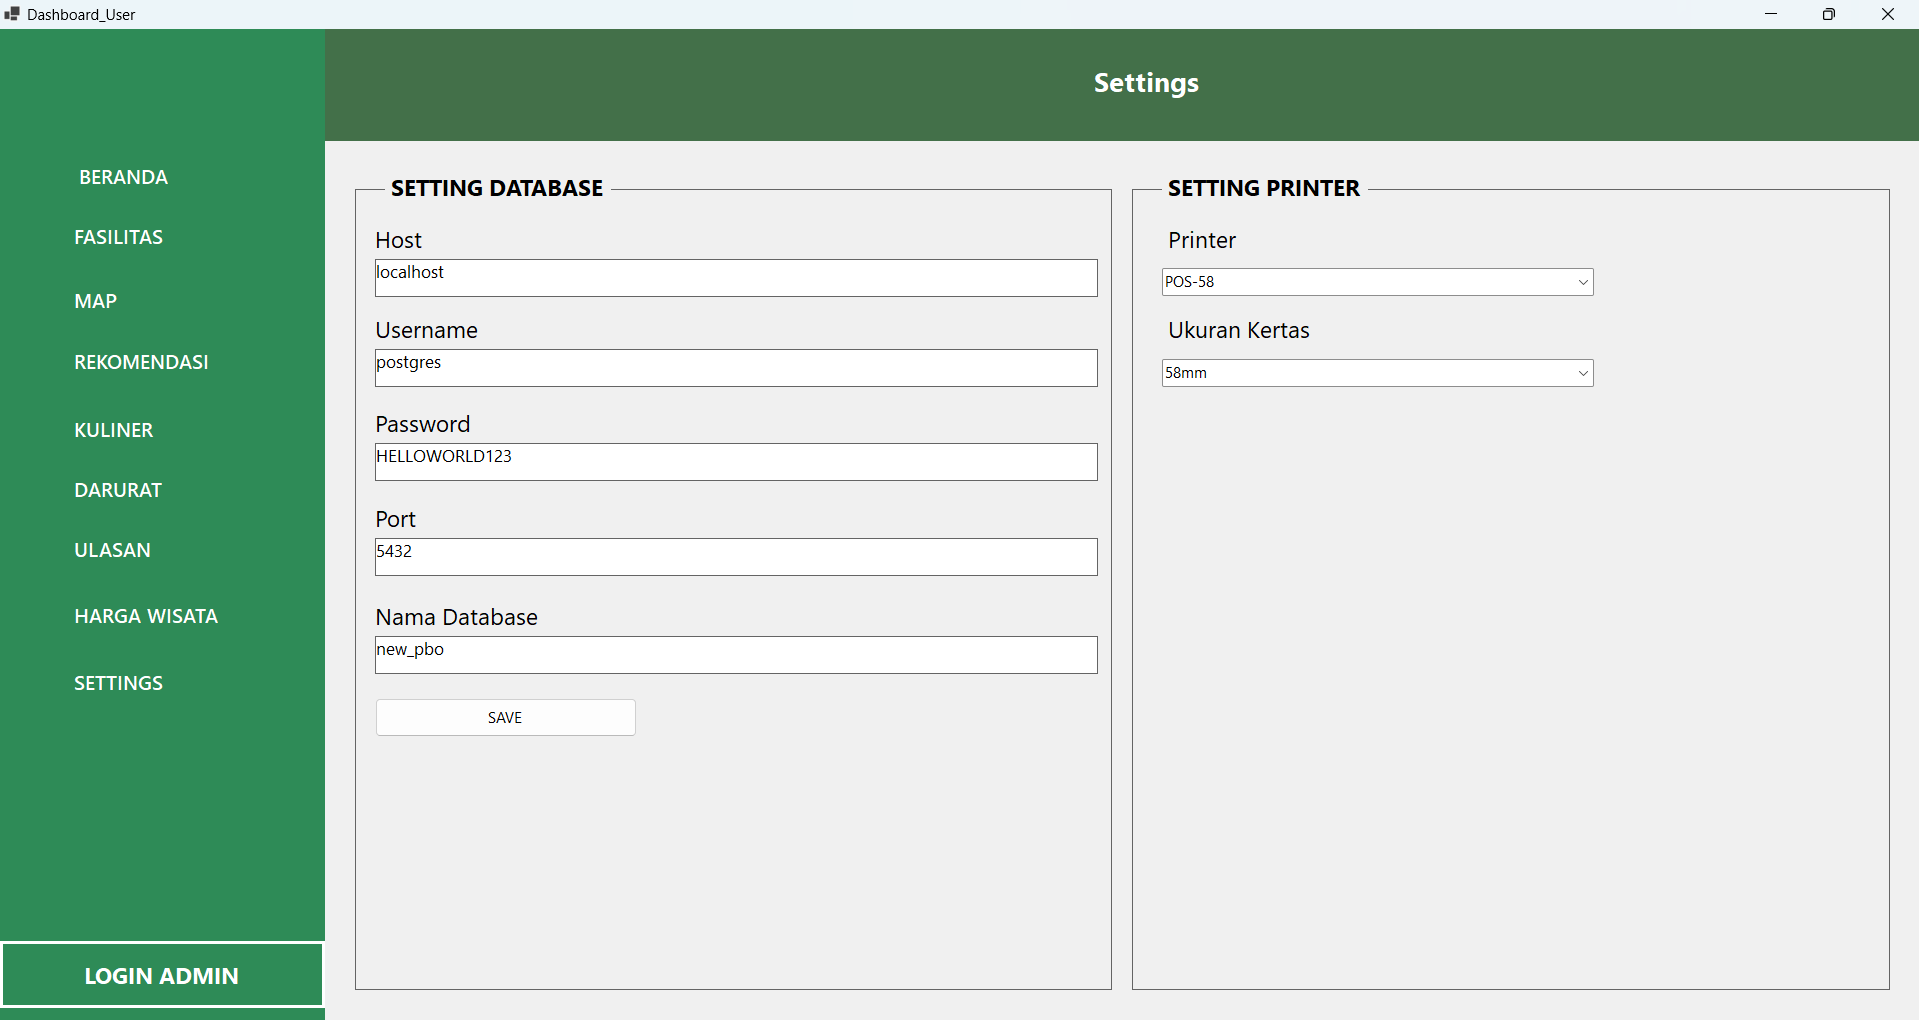 Dashboard_User
Settings
BERANDA
FASILITAS
MAP
REKOMENDASI
KULINER
DARURAT
ULASAN
HARGA WISATA
SETTINGS
LOGIN ADMIN
SETTING DATABASE
Host
localhost
Username
postgres
Password
HELLOWORLD123
Port
5432
Nama Database
new_pbo
SAVE
SETTING PRINTER
Printer
POS-58
Ukuran Kertas
58mm